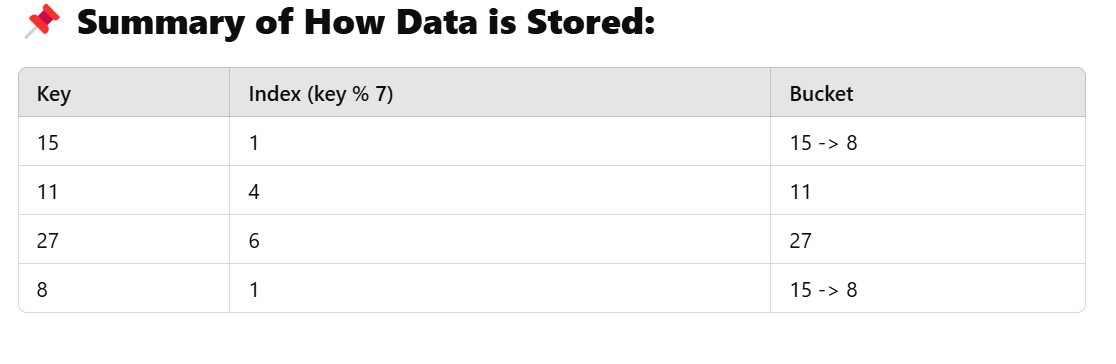 📌 Summary of How Data is Stored:
Key Index (key % 7) Bucket
15 1 15 -> 8
11 4 11
27 6 27
8 1 15 -> 8